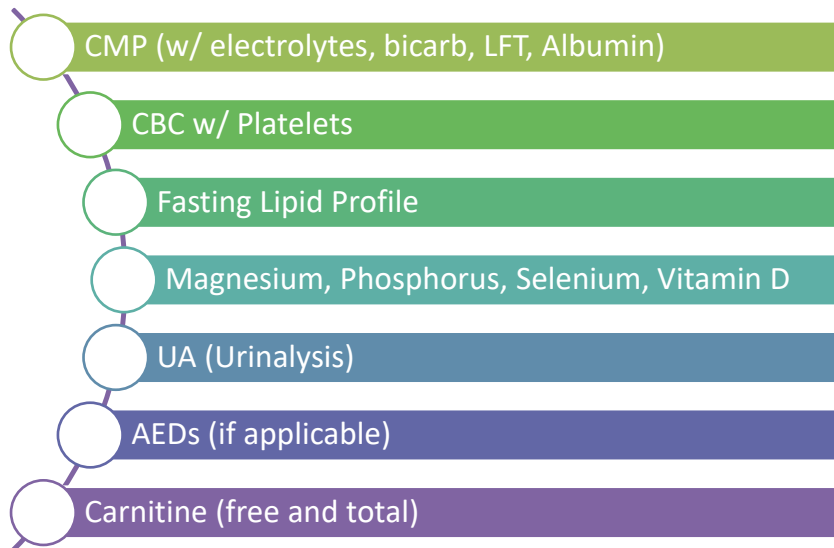 CMP (w/ electrolytes, bicarb, LFT, Albumin)
CBC w/ Platelets
Fasting Lipid Profile
Magnesium, Phosphorus, Selenium, Vitamin D
UA (Urinalysis)
AEDs (if applicable)
Carnitine (free and total)